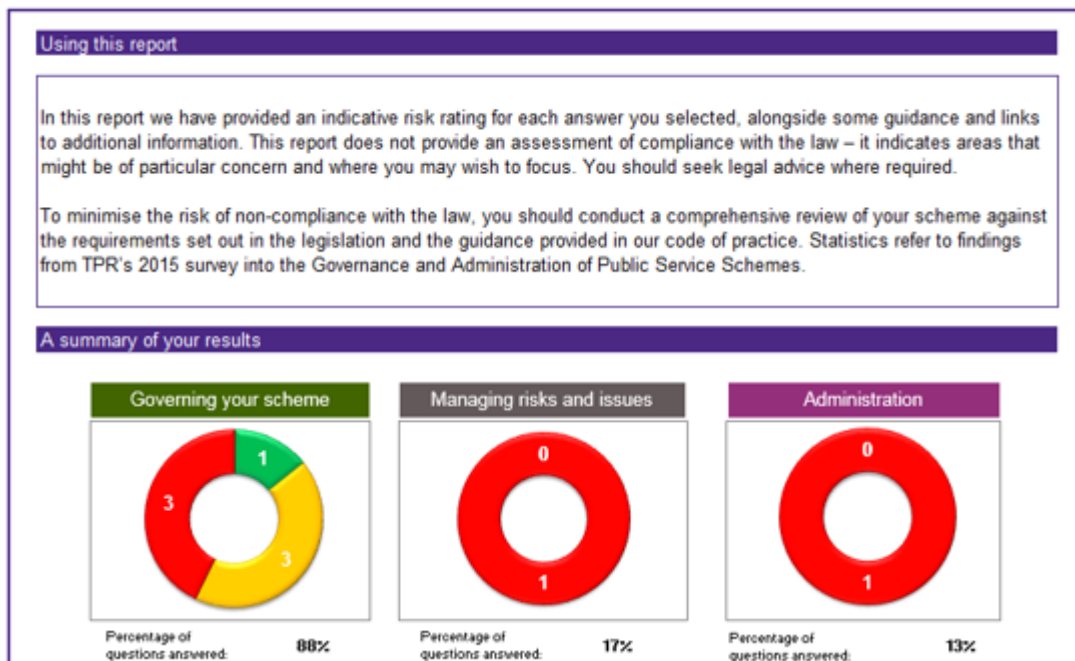 Using this report
In this report we have provided an indicative risk rating for each answer you selected, alongside some guidance and links
to additional information. This report does not provide an assessment of compliance with the law – it indicates areas that
might be of particular concern and where you may wish to focus. You should seek legal advice where required.
To minimise the risk of non-compliance with the law, you should conduct a comprehensive review of your scheme against
the requirements set out in the legislation and the guidance provided in our code of practice. Statistics refer to findings
from TPR's 2015 survey into the Governance and Administration of Public Service Schemes.
A summary of your results
Governing your scheme
1
3
3
Percentage of
questions answered: 88%
Managing risks and issues
0
1
Percentage of
questions answered: 17%
Administration
0
1
Percentage of
questions answered: 13%